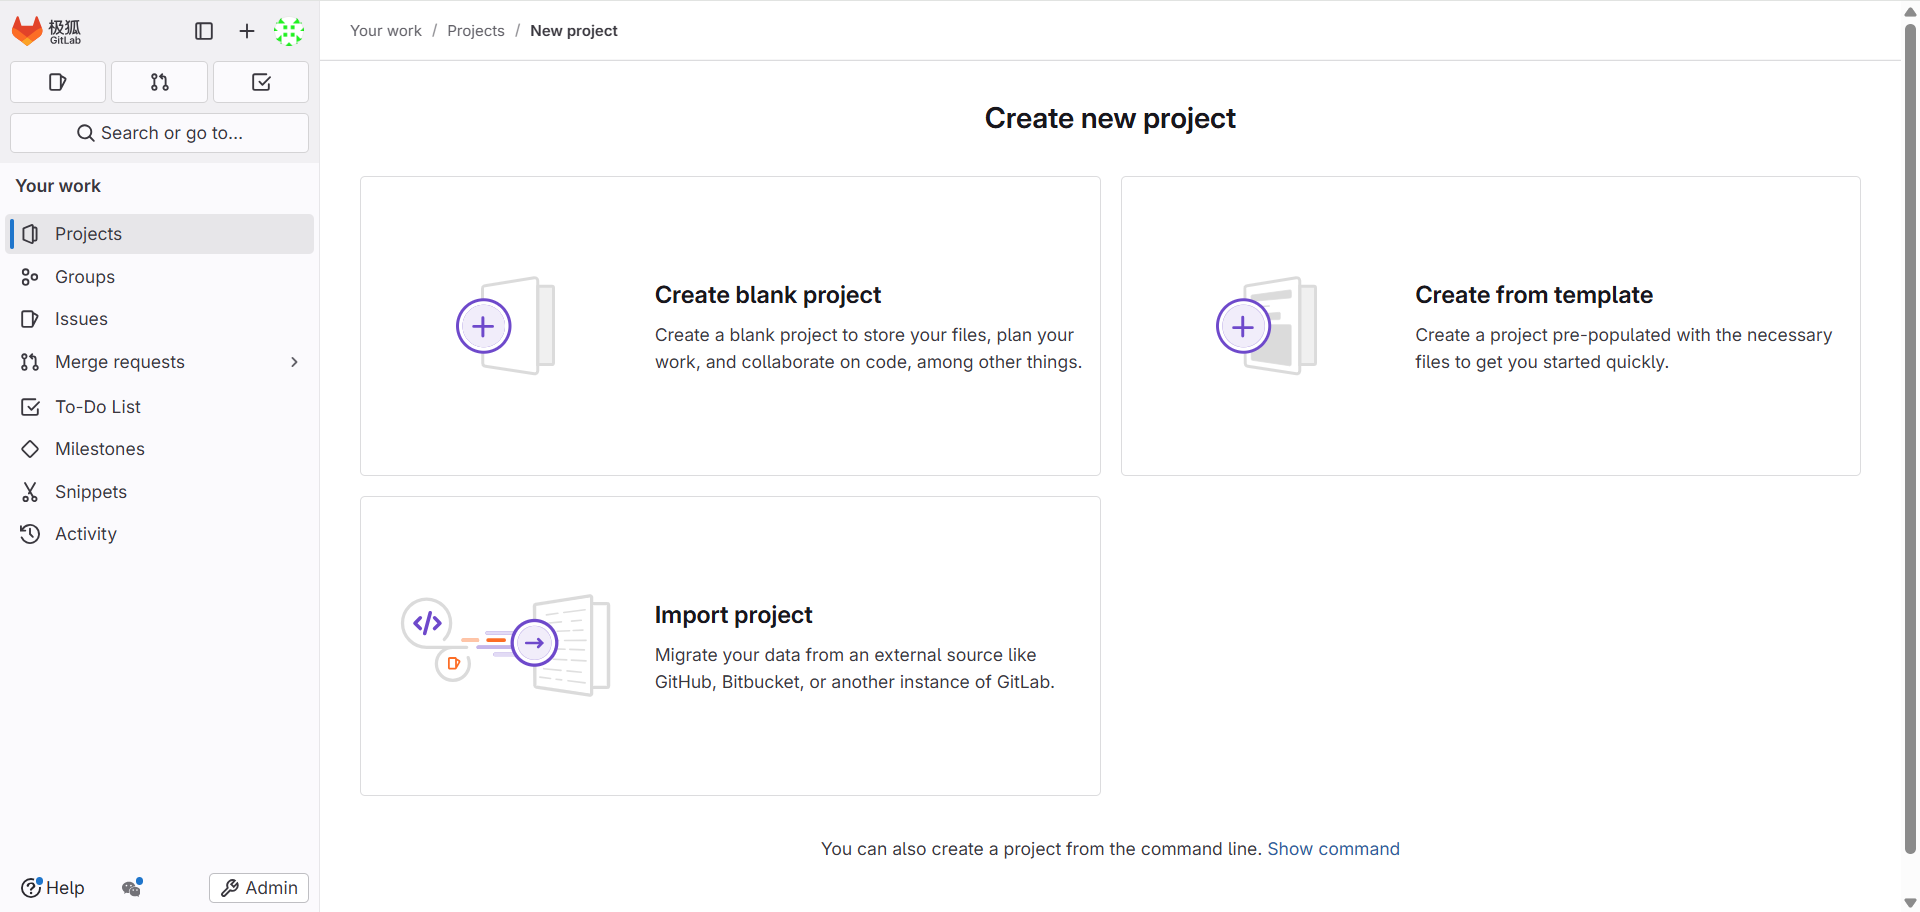 极狐
GitLab
Your work / Projects / New project
Search or go to...
Your work
Projects
Groups
Issues
Merge requests
To-Do List
Milestones
Snippets
Activity
Help
Admin
Create new project
Create blank project
Create a blank project to store your files, plan your
work, and collaborate on code, among other things.
Create from template
Create a project pre-populated with the necessary
files to get you started quickly.
Import project
Migrate your data from an external source like
GitHub, Bitbucket, or another instance of GitLab.
You can also create a project from the command line. Show command